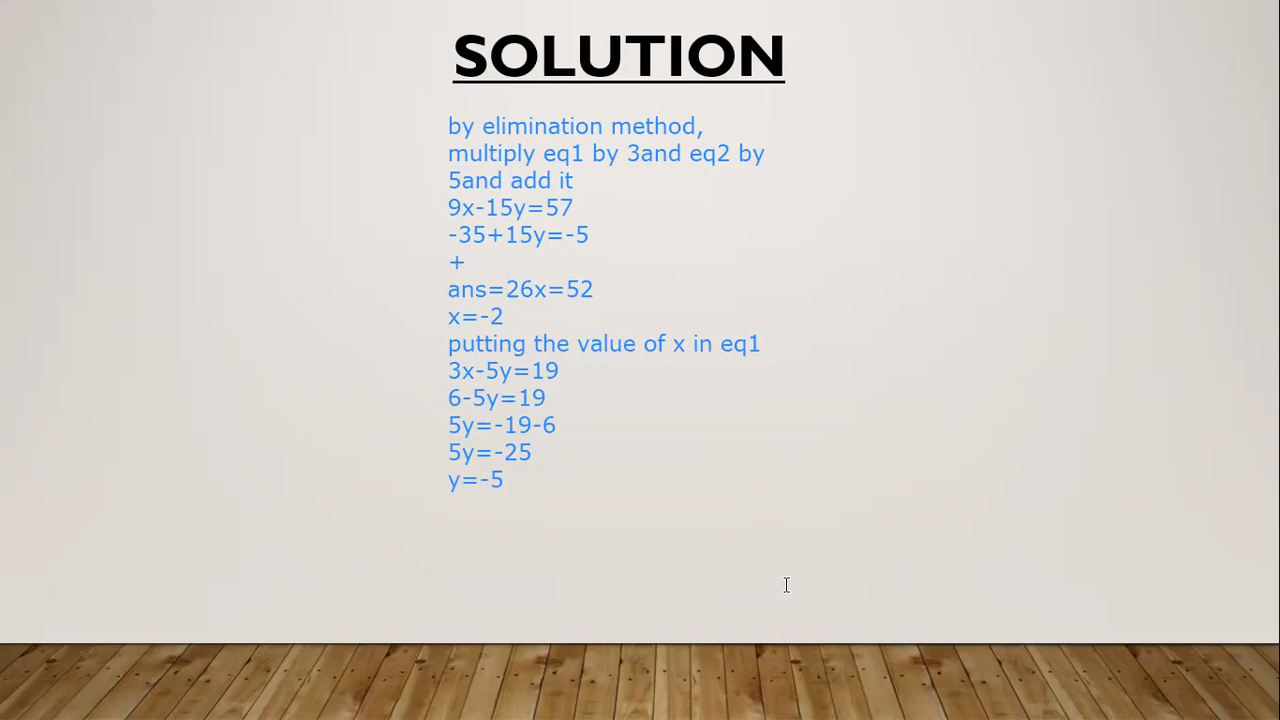 SOLUTION
by elimination method,
multiply eq1 by 3and eq2 by
5and add it
9x-15y=57
-35+15y=-5
+
ans=26x=52
x=-2
putting the value of x in eq1
3x-5y=19
6-5y=19
5y=-19-6
5y=-25
y=-5